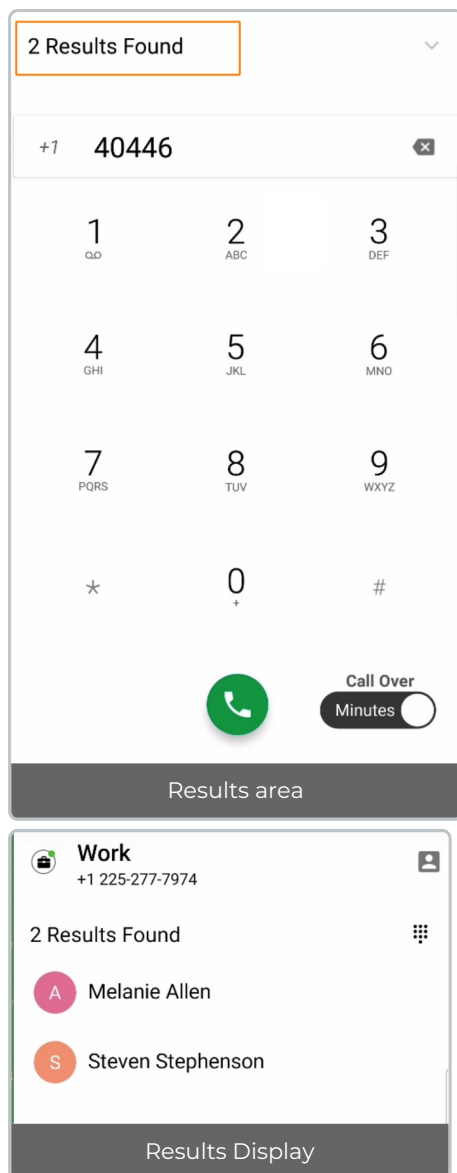 2 Results Found
+1 40446
1 2 3
ABC DEF
4 5 6
GHI JKL MNO
7 8 9
PQRS TUV WXYZ
* 0 #
+
Call Over
Minutes
Results area
Work
+1 225-277-7974
2 Results Found
A Melanie Allen
S Steven Stephenson
Results Display